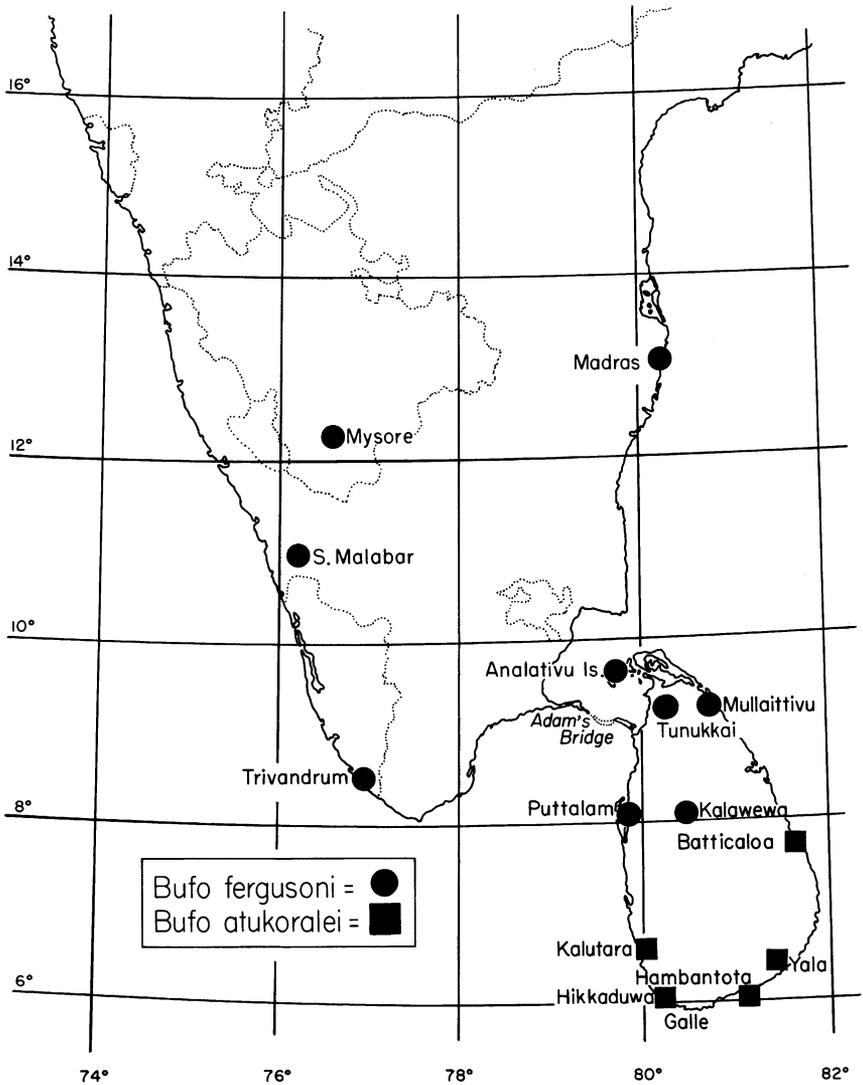 16°
14°
Madras
Mysore
12°
S. Malabar
10°
Analativu Is.
Mullaittivu
Adam's
Bridge
Tunukkai
Trivandrum
8°
Puttalam
Kalawewa
Batticaloa
Bufo fergusoni =
Bufo atukoralei =
Kalutara
Yala
Hambantota
6°
Hikkaduwa
Galle
74°
76°
78°
80°
82°